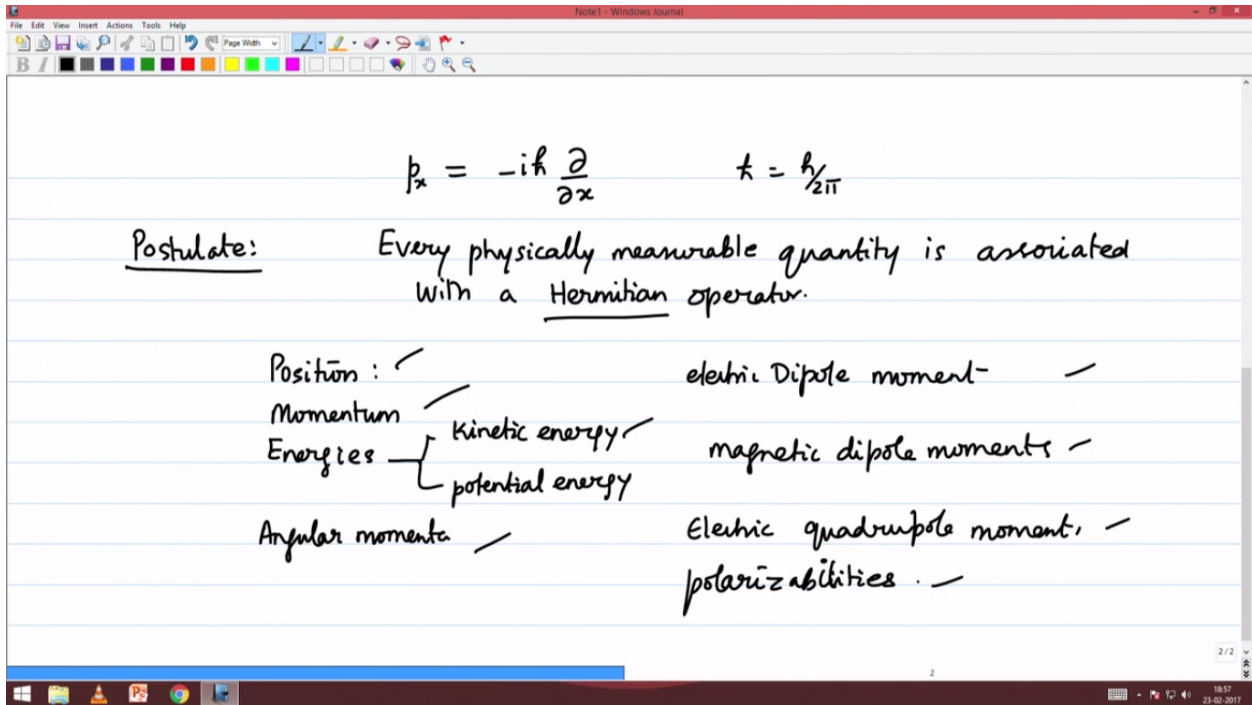 Note1 - Windows Journal
File Edit View Insert Actions Tools Help
Page Width
B I
pₓ = -iℏ ∂/∂x ℏ = h/2π
Postulate: Every physically measurable quantity is associated
with a Hermitian operator.
Position :
Momentum
Energies
Kinetic energy
potential energy
Angular momenta
electric Dipole moment
magnetic dipole moments
Electric quadrupole moment,
polarizabilities .
2/2
2
18:57
23-02-2017